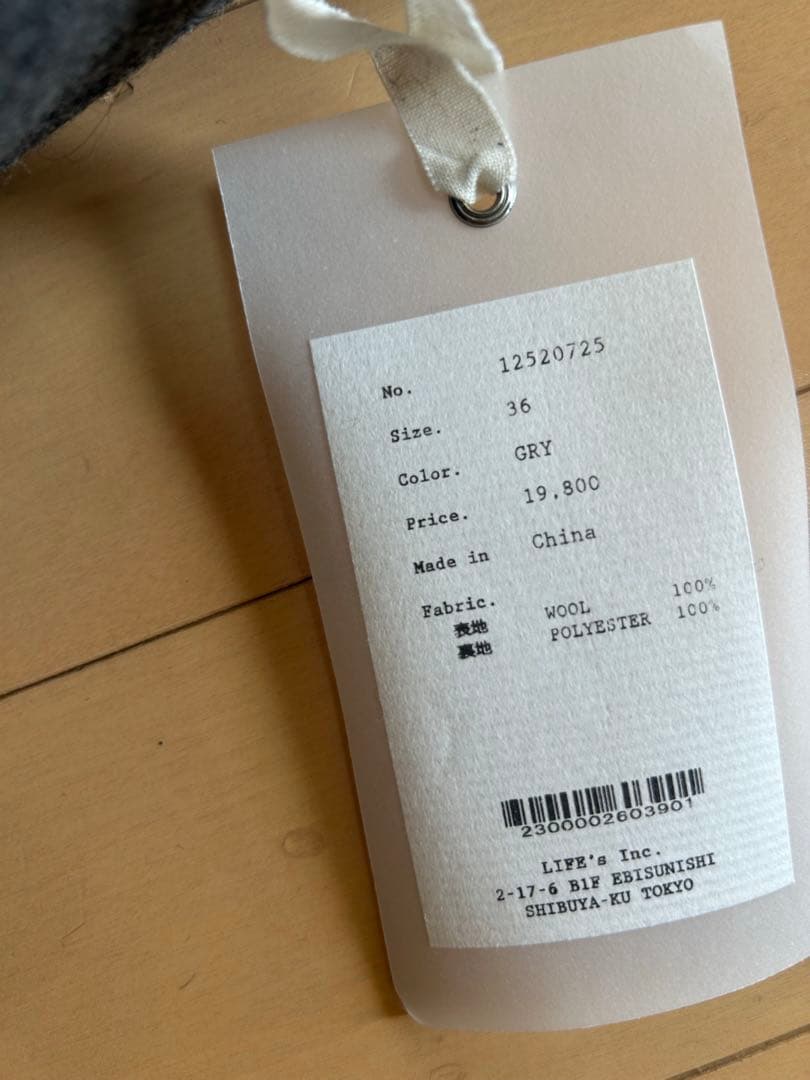 No. 12520725
Size. 36
Color. GRY
Price. 19,800
Made in China
Fabric.
表地 WOOL 100%
裏地 POLYESTER 100%
2300002603901
LIFE's Inc.
2-17-6 B1F EBISUNISHI
SHIBUYA-KU TOKYO